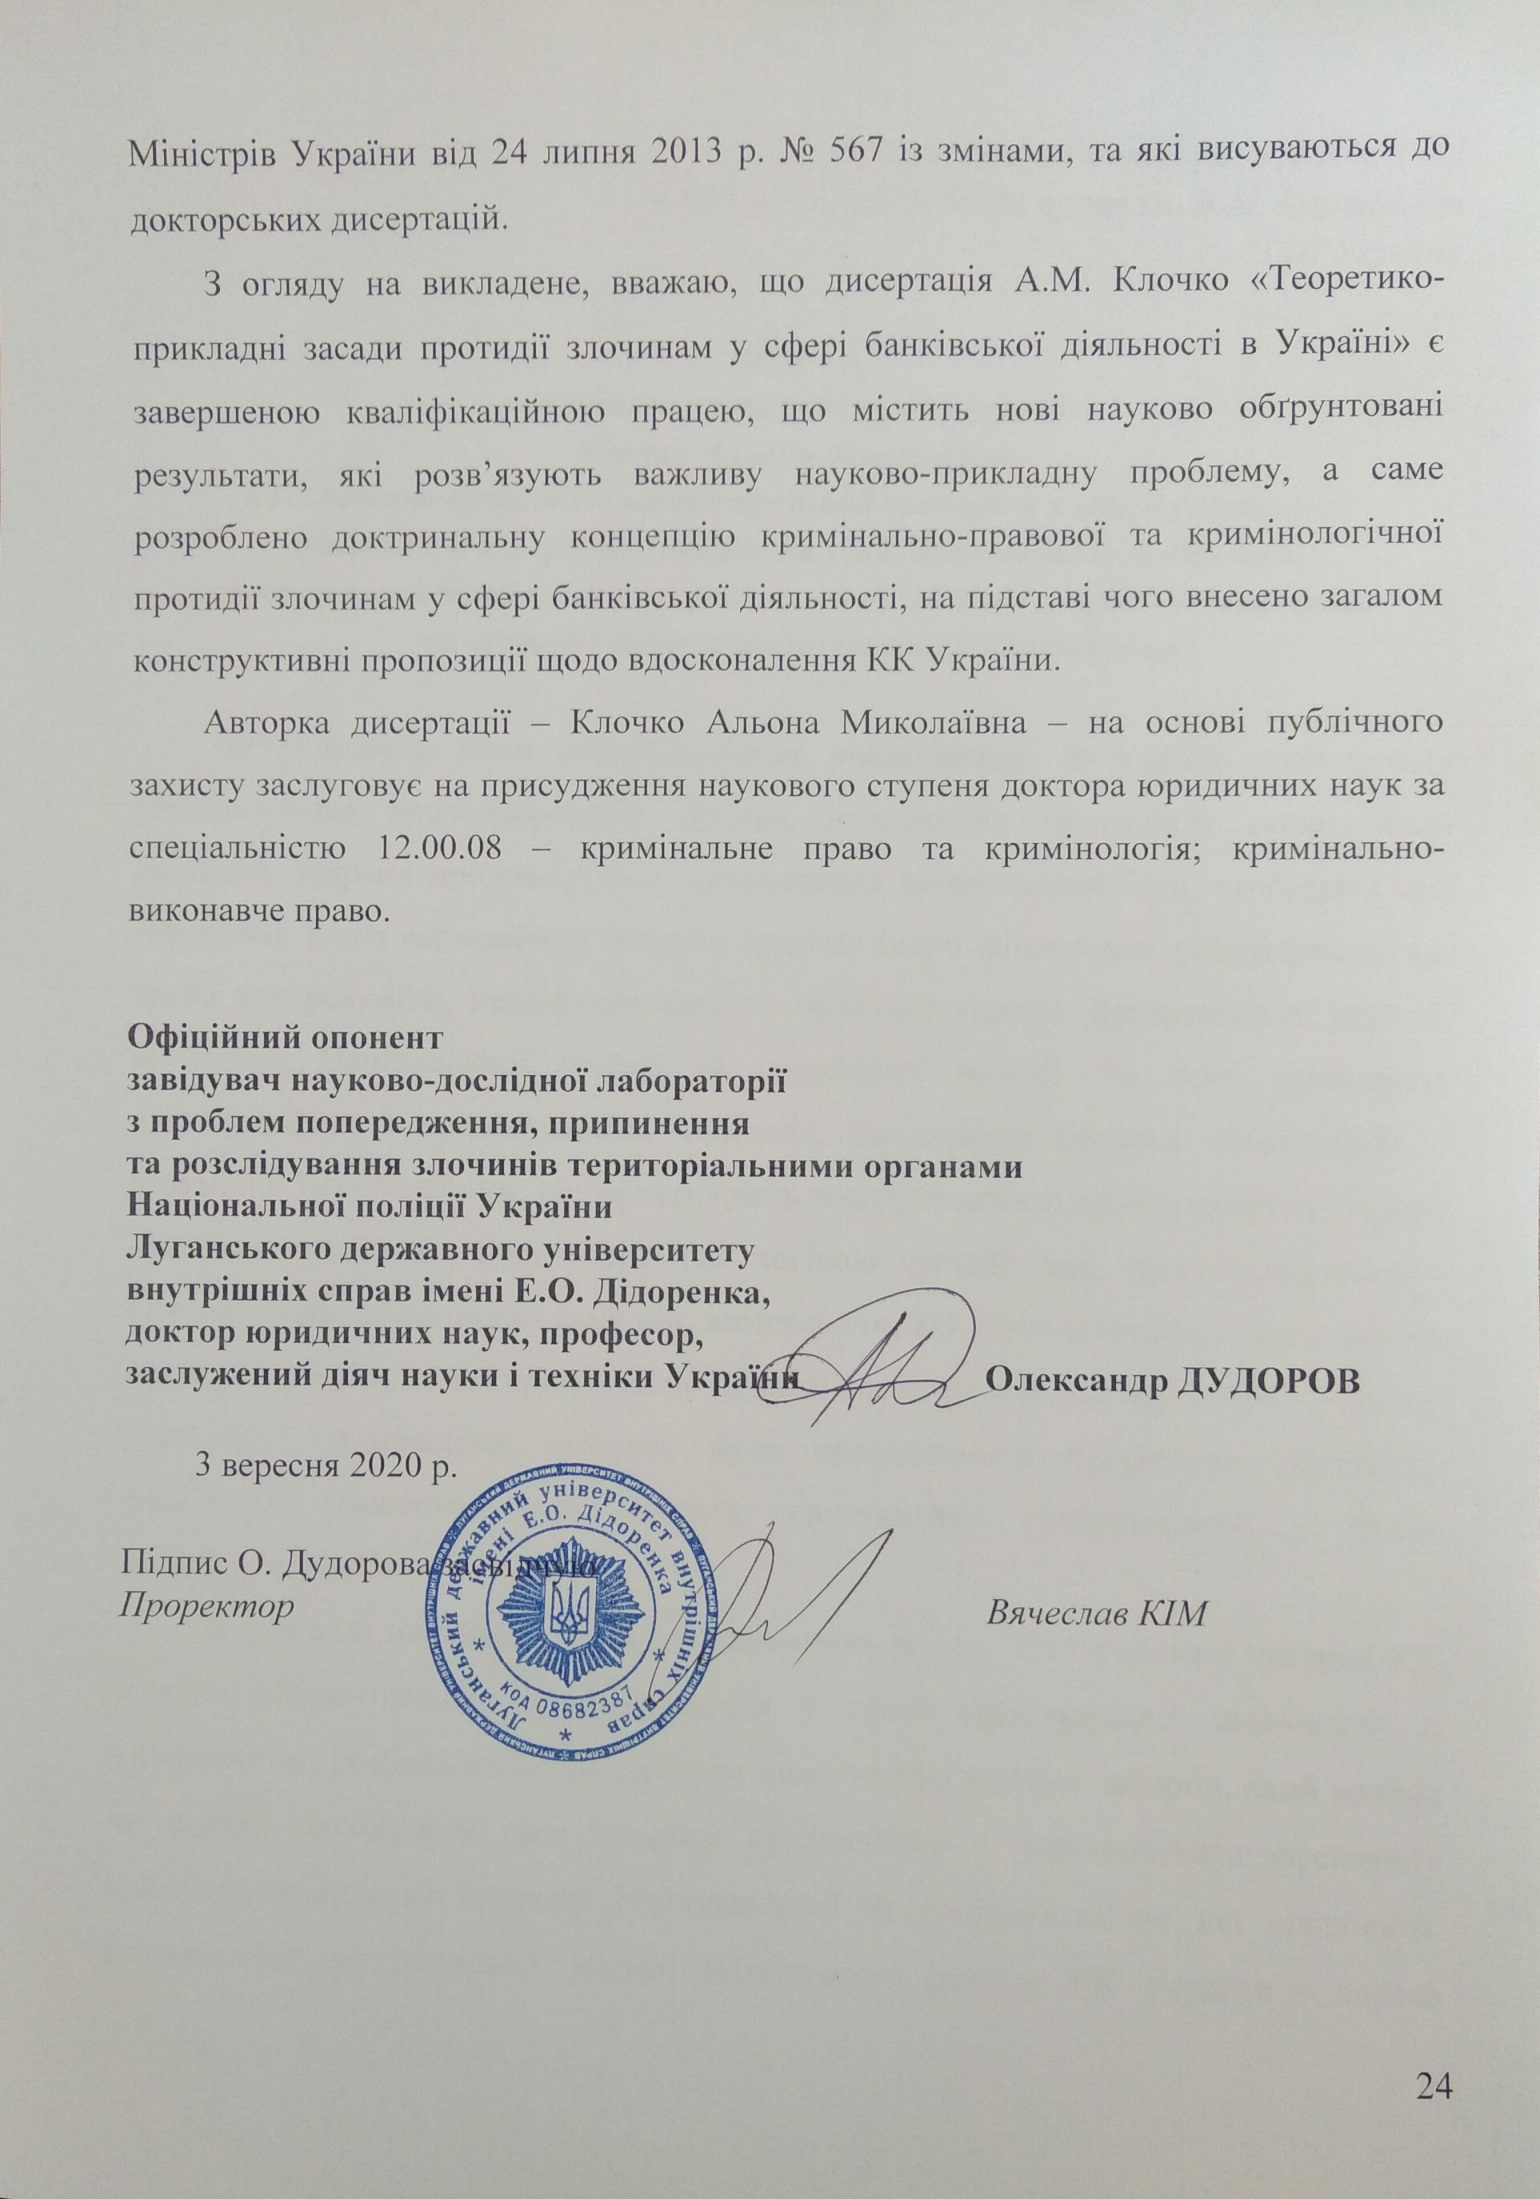 Міністрів України від 24 липня 2013 р. № 567 із змінами, та які висуваються до
докторських дисертацій.
З огляду на викладене, вважаю, що дисертація А.М. Клочко «Теоретико-
прикладні засади протидії злочинам у сфері банківської діяльності в Україні» є
завершеною кваліфікаційною працею, що містить нові науково обґрунтовані
результати, які розв’язують важливу науково-прикладну проблему, а саме
розроблено доктринальну концепцію кримінально-правової та кримінологічної
протидії злочинам у сфері банківської діяльності, на підставі чого внесено загалом
конструктивні пропозиції щодо вдосконалення КК України.
Авторка дисертації – Клочко Альона Миколаївна – на основі публічного
захисту заслуговує на присудження наукового ступеня доктора юридичних наук за
спеціальністю 12.00.08 – кримінальне право та кримінологія; кримінально-
виконавче право.
Офіційний опонент
завідувач науково-дослідної лабораторії
з проблем попередження, припинення
та розслідування злочинів територіальними органами
Національної поліції України
Луганського державного університету
внутрішніх справ імені Е.О. Дідоренка,
доктор юридичних наук, професор,
заслужений діяч науки і техніки України Олександр ДУДОРОВ
3 вересня 2020 р.
Підпис О. Дудорова засвідчую
Проректор Вячеслав КІМ
ЛУГАНСЬКИЙ ДЕРЖАВНИЙ УНІВЕРСИТЕТ ВНУТРІШНІХ СПРАВ
Луганський державний університет внутрішніх справ
імені Е.О. Дідоренка
код 08682387
24